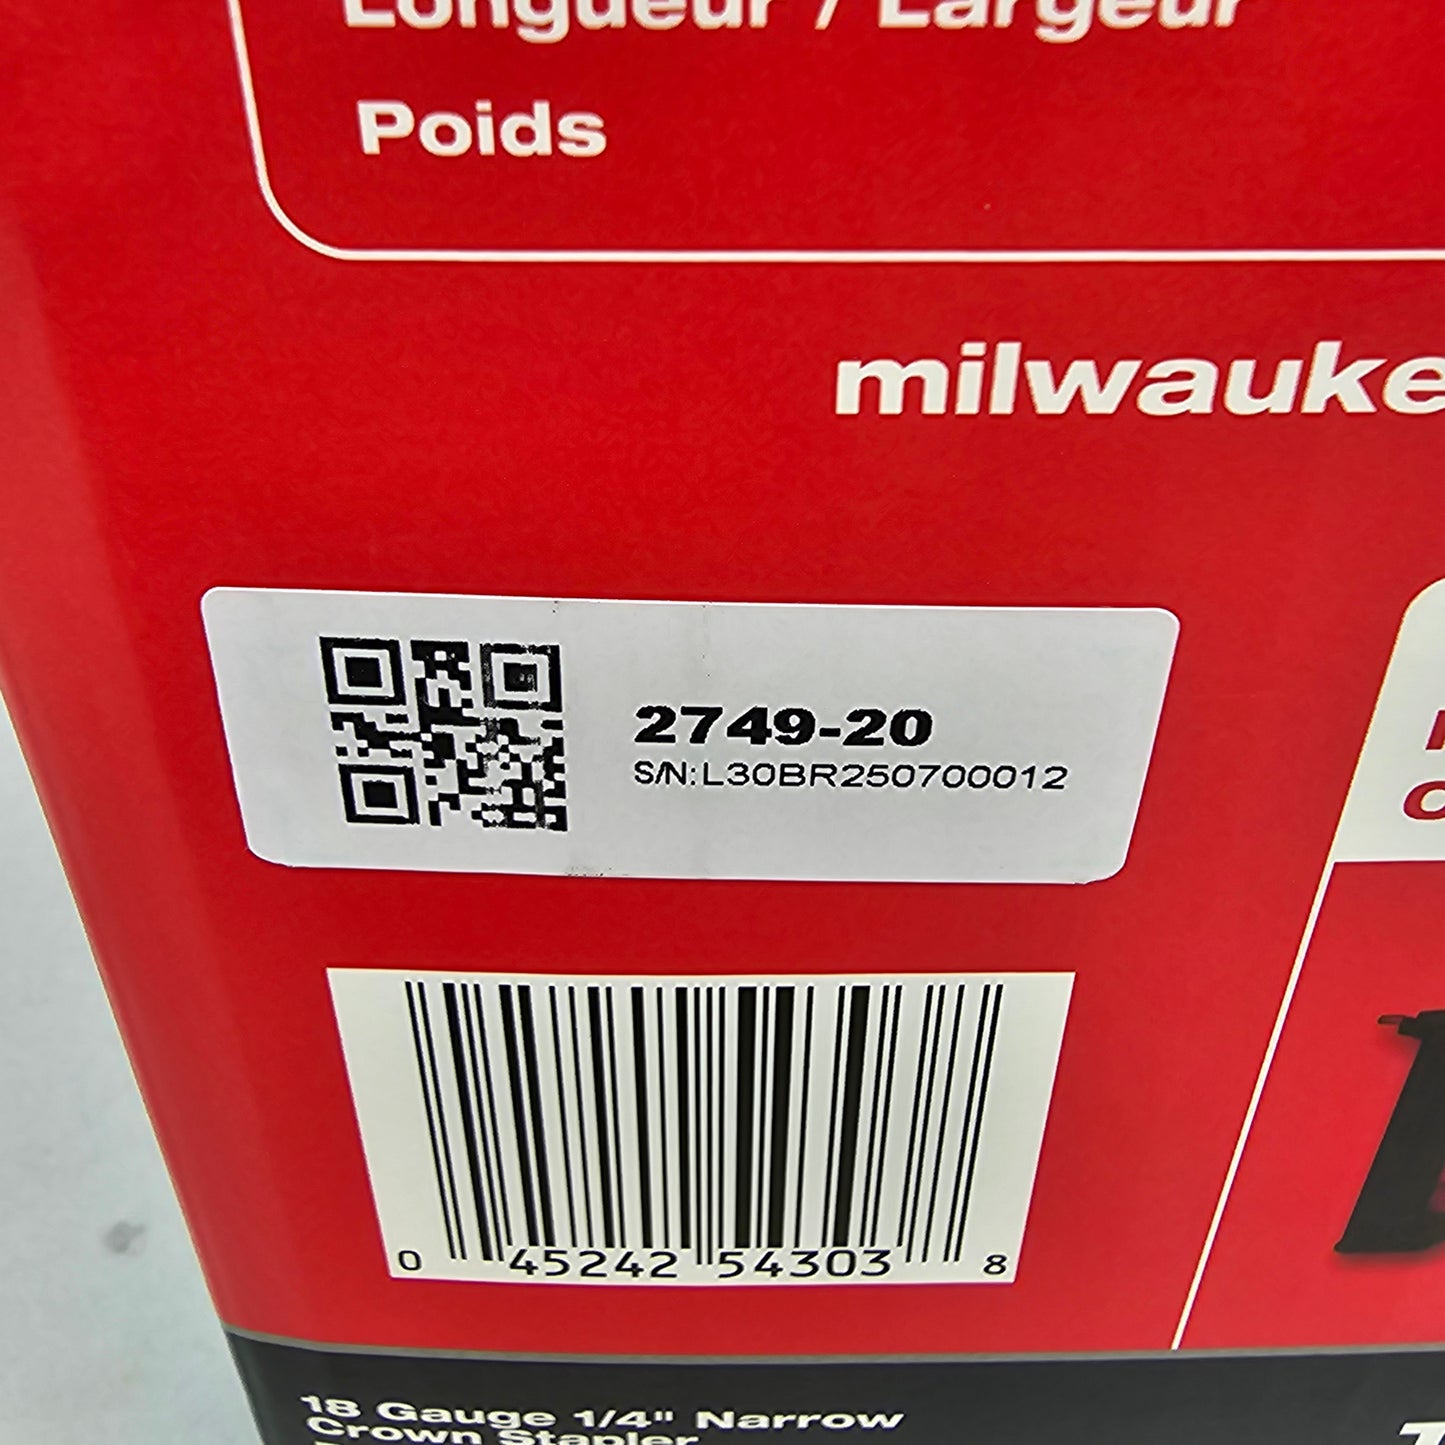 Longueur / Largeur
Poids
milwauke
2749-20
S/N:L30BR250700012
0 45242 54303 8
18 Gauge 1/4" Narrow
Crown Stapler